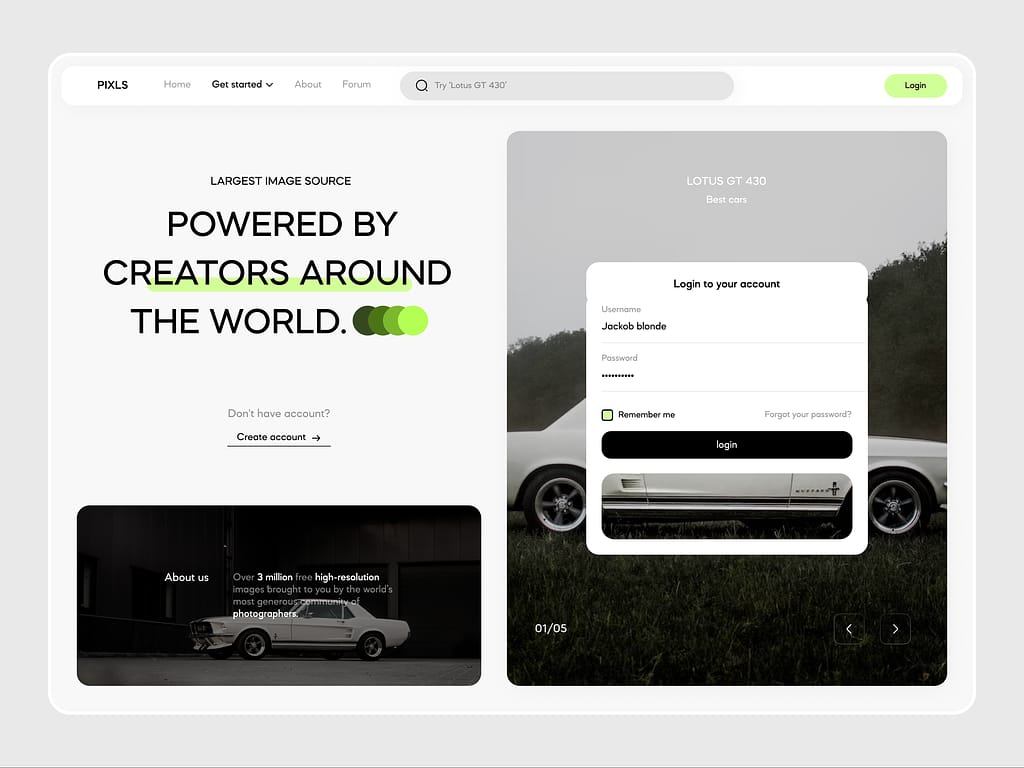 PIXLS
Home
Get started
About
Forum
Try 'Lotus GT 430'
Login
LARGEST IMAGE SOURCE
POWERED BY
CREATORS AROUND
THE WORLD.
Don't have account?
Create account →
About us
Over 3 million free high-resolution
images brought to you by the world's
most generous community of
photographers.
LOTUS GT 430
Best cars
Login to your account
Username
Jackob blonde
Password
••••••••••
Remember me
Forgot your password?
login
MUSTANG
01/05